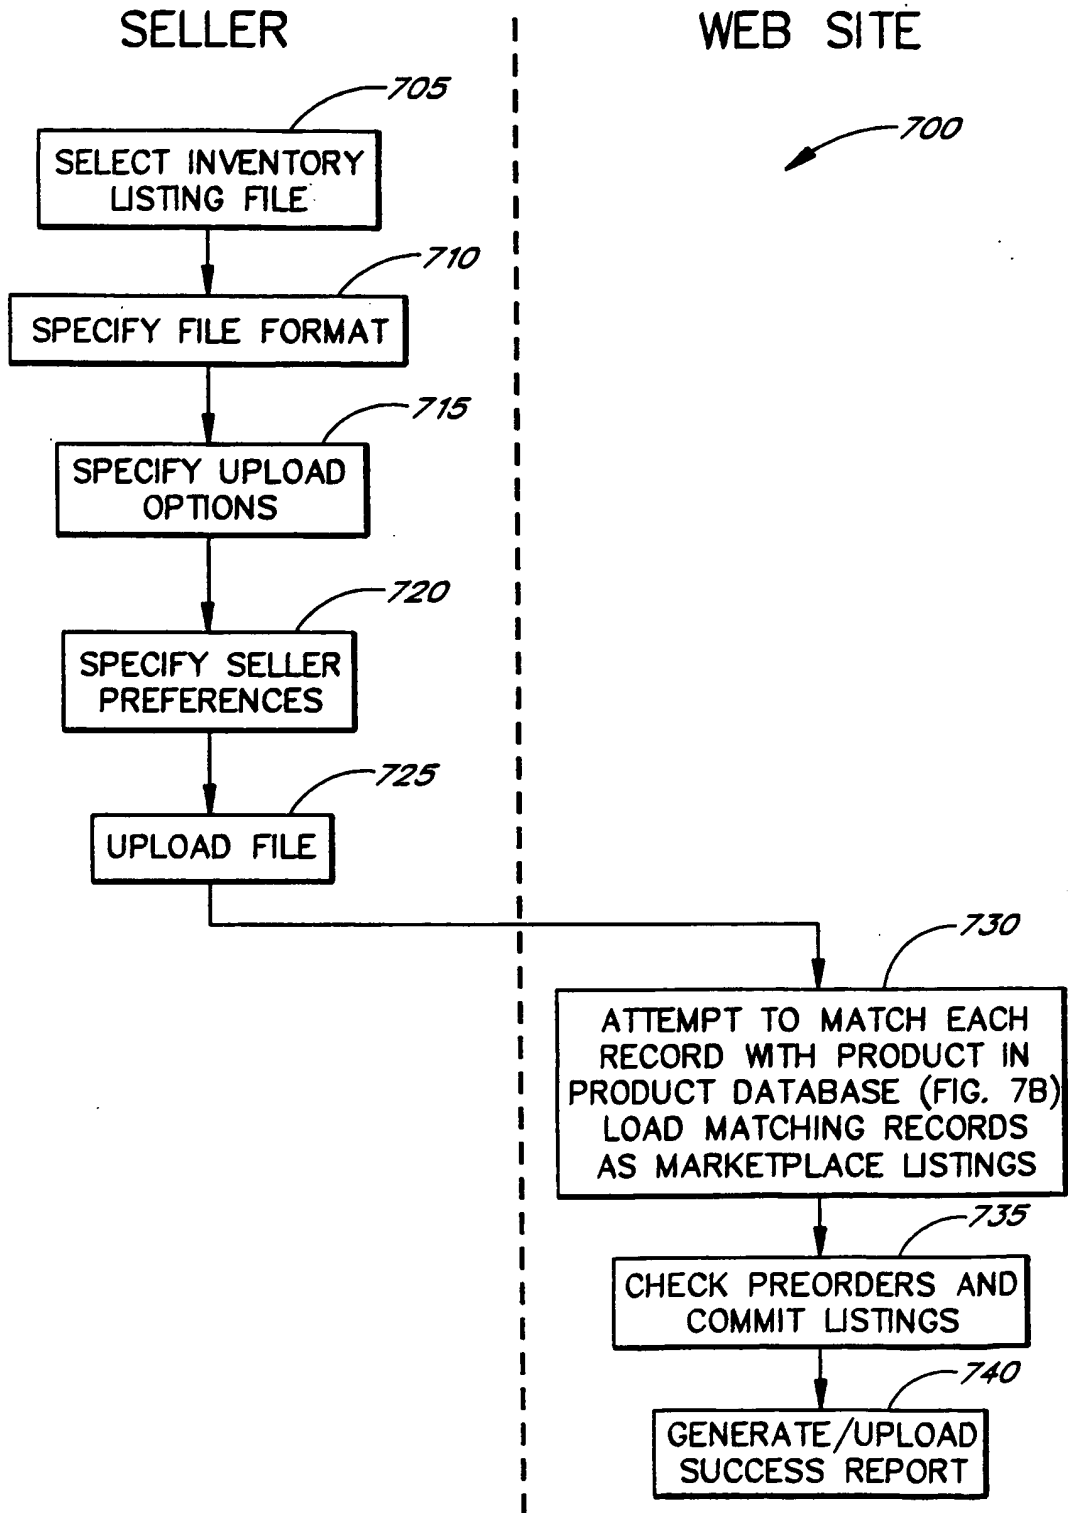 SELLER
WEB SITE
700
705
SELECT INVENTORY
LISTING FILE
710
SPECIFY FILE FORMAT
715
SPECIFY UPLOAD
OPTIONS
720
SPECIFY SELLER
PREFERENCES
725
UPLOAD FILE
730
ATTEMPT TO MATCH EACH
RECORD WITH PRODUCT IN
PRODUCT DATABASE (FIG. 7B)
LOAD MATCHING RECORDS
AS MARKETPLACE LISTINGS
735
CHECK PREORDERS AND
COMMIT LISTINGS
740
GENERATE/UPLOAD
SUCCESS REPORT